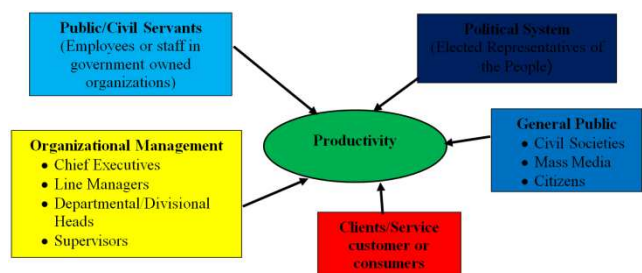 Public/Civil Servants
(Employees or staff in
government owned
organizations)
Political System
(Elected Representatives of
the People)
Organizational Management
• Chief Executives
• Line Managers
• Departmental/Divisional
Heads
• Supervisors
Productivity
General Public
• Civil Societies
• Mass Media
• Citizens
Clients/Service
customer or
consumers